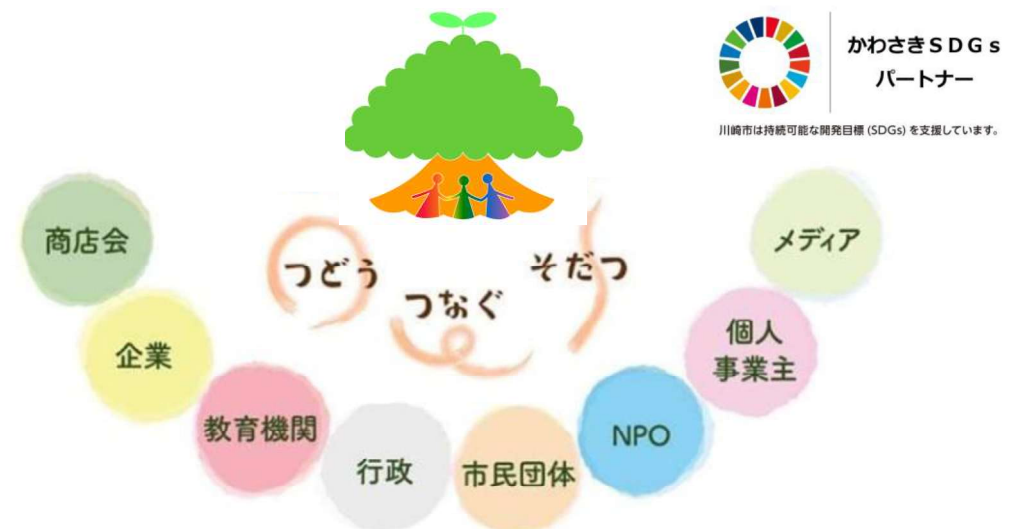 かわさきSDGs
パートナー
川崎市は持続可能な開発目標 (SDGs) を支援しています。
商店会
つどう
つなぐ
そだつ
メディア
企業
個人
事業主
教育機関
行政
市民団体
NPO